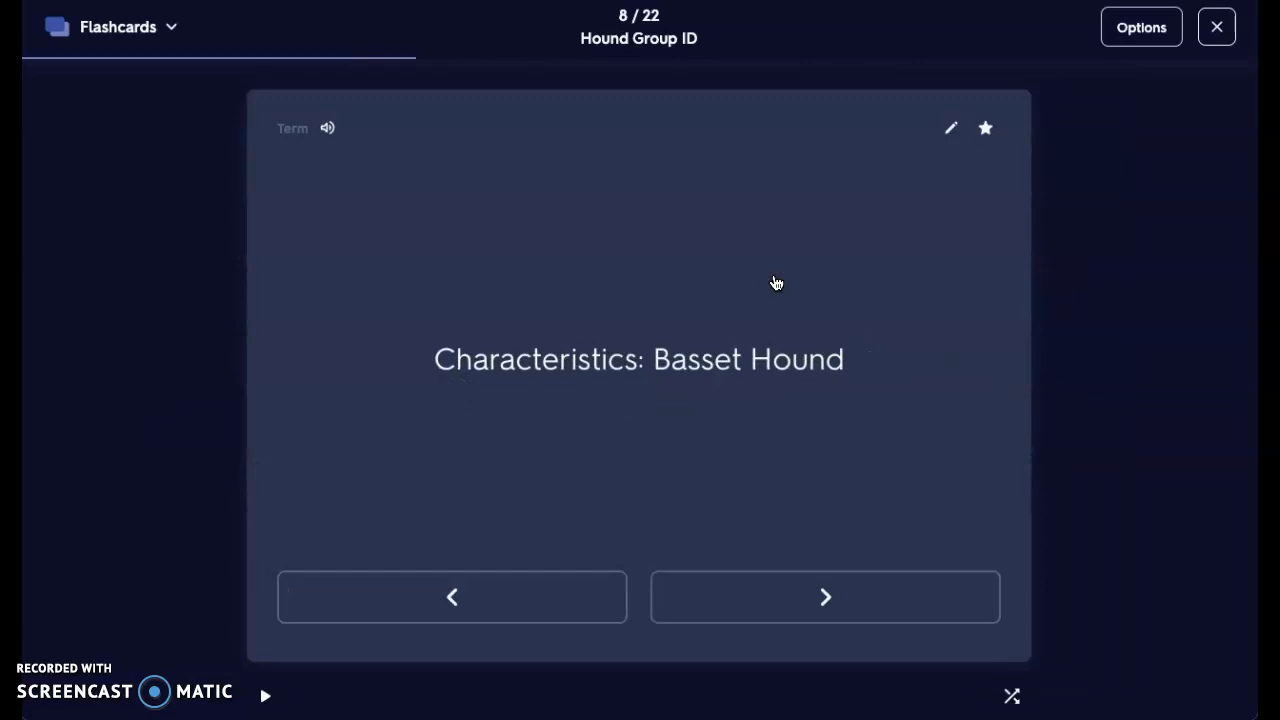 Flashcards
8 / 22
Hound Group ID
Options
Term
Characteristics: Basset Hound
RECORDED WITH
SCREENCAST MATIC